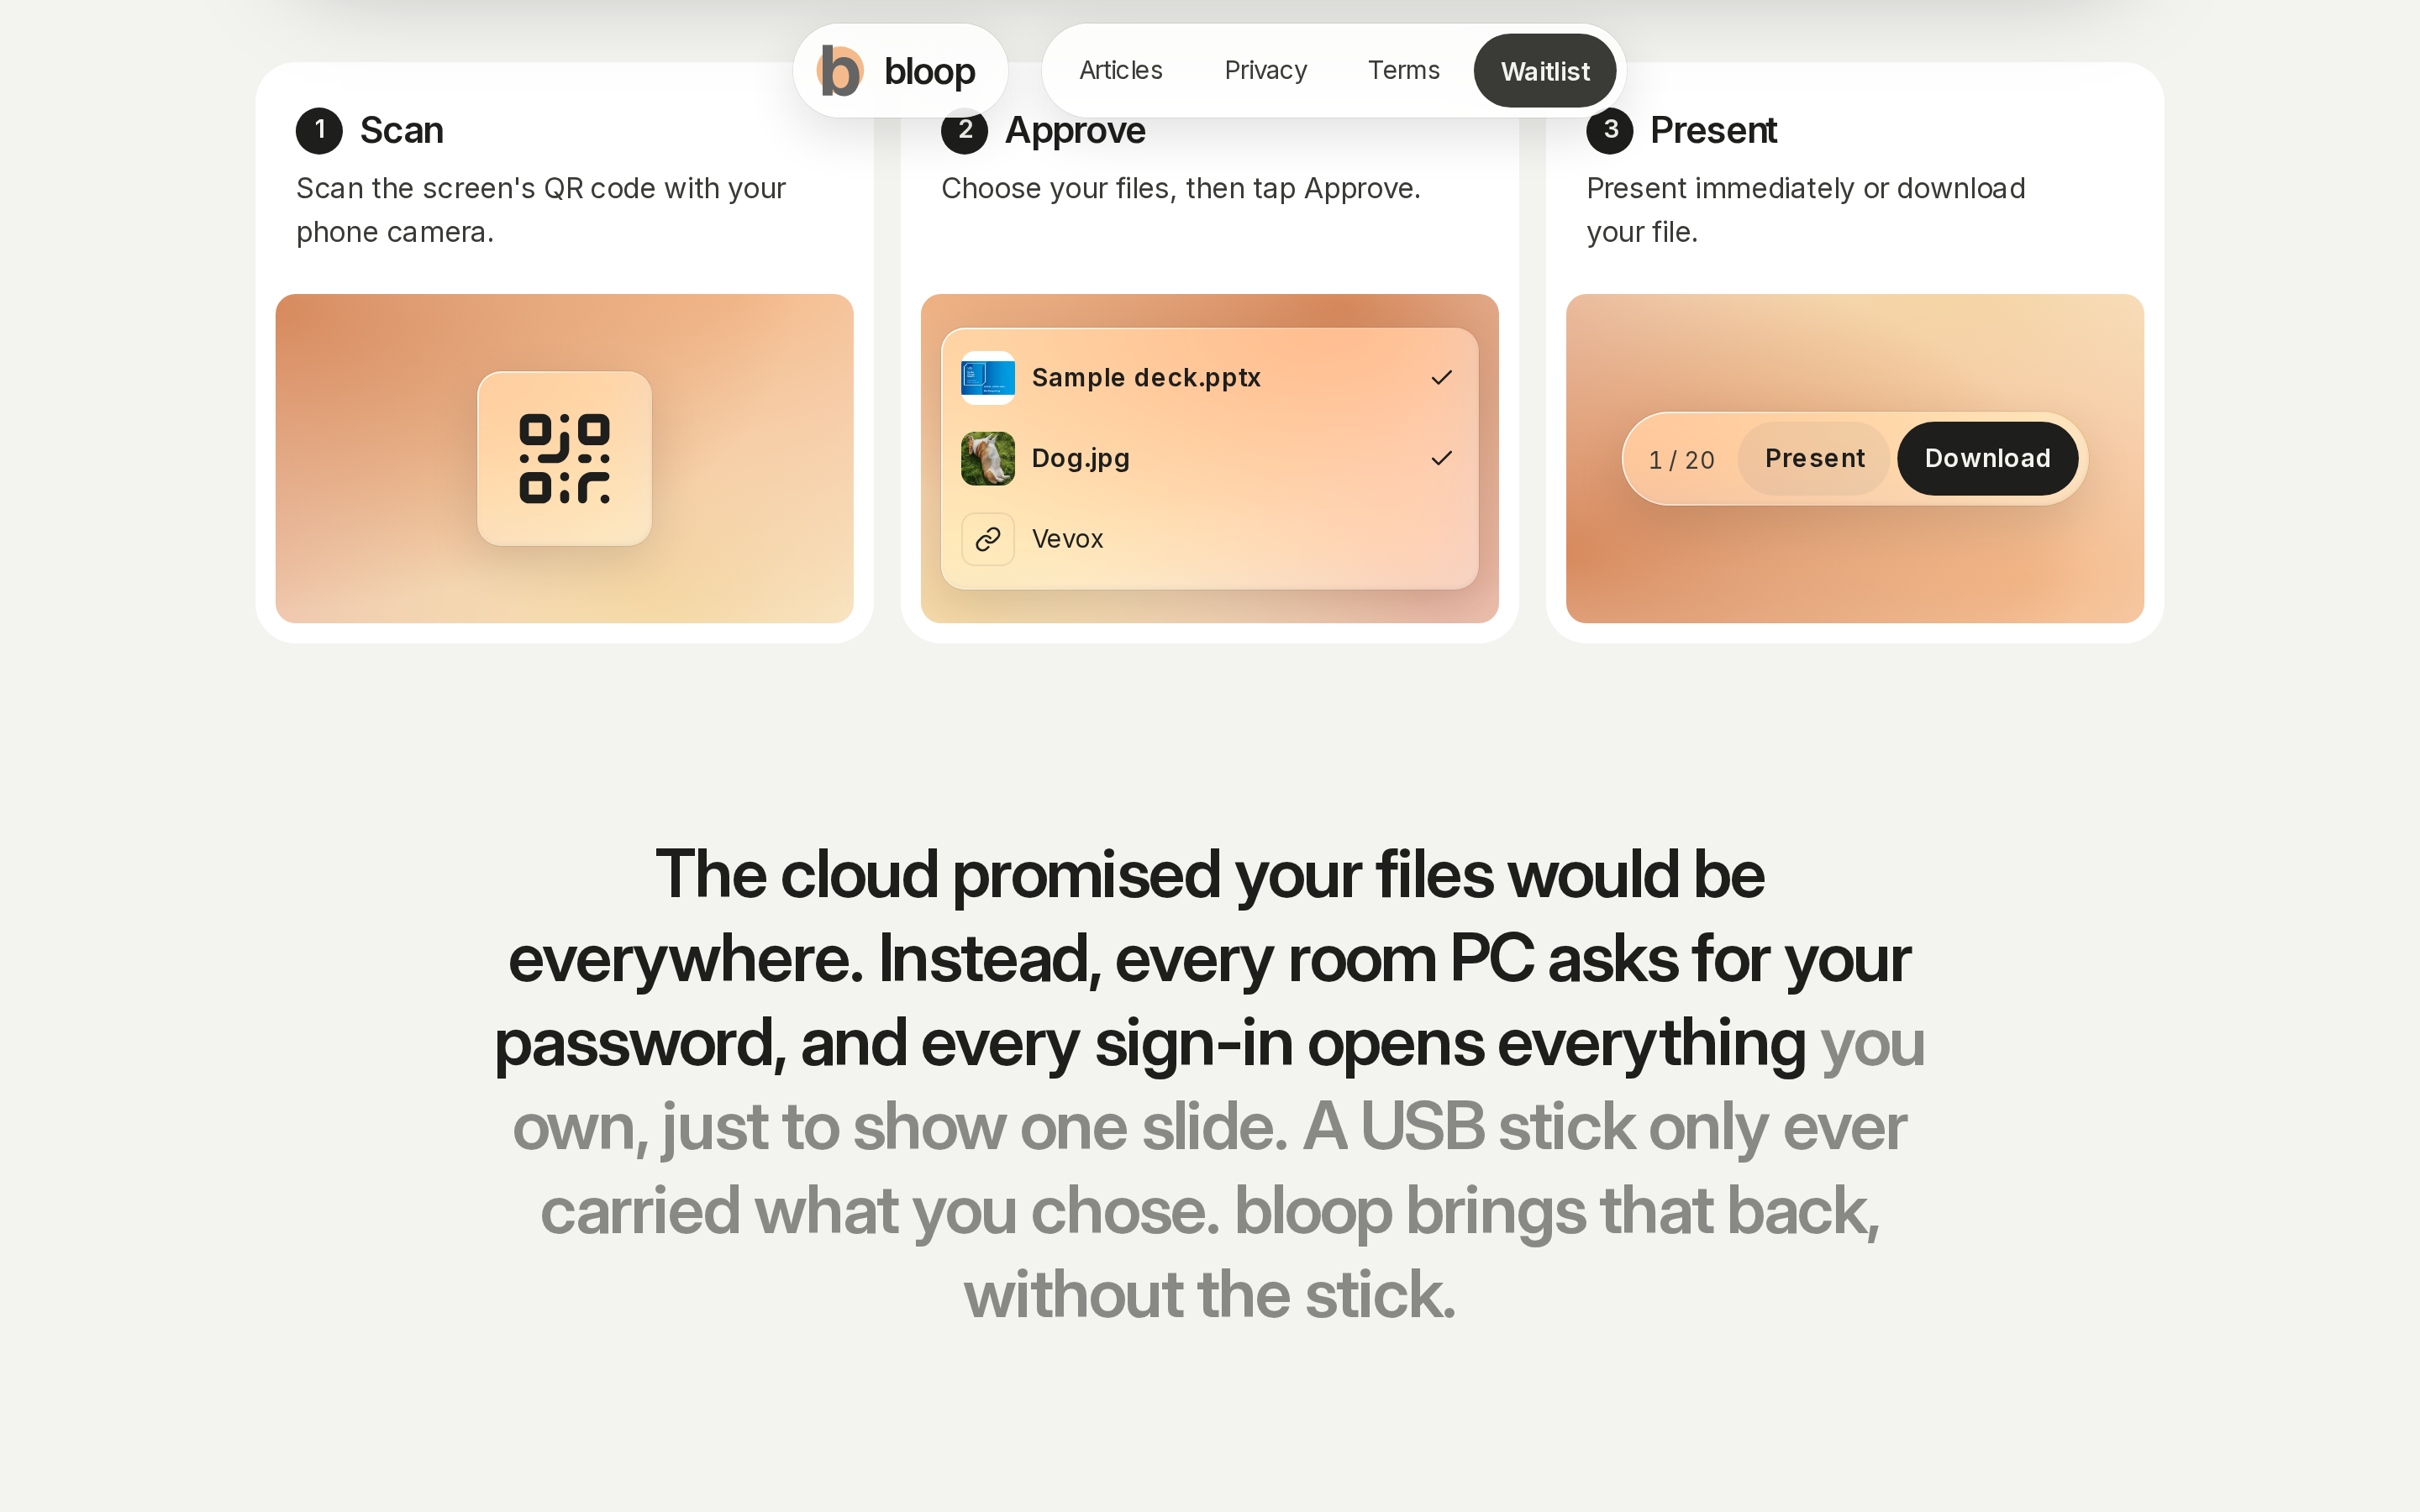 bloop
Articles
Privacy
Terms
Waitlist
1 Scan
Scan the screen's QR code with your
phone camera.
2 Approve
Choose your files, then tap Approve.
Sample deck.pptx
Dog.jpg
Vevox
3 Present
Present immediately or download
your file.
1 / 20
Present
Download
The cloud promised your files would be
everywhere. Instead, every room PC asks for your
password, and every sign-in opens everything you
own, just to show one slide. A USB stick only ever
carried what you chose. bloop brings that back,
without the stick.